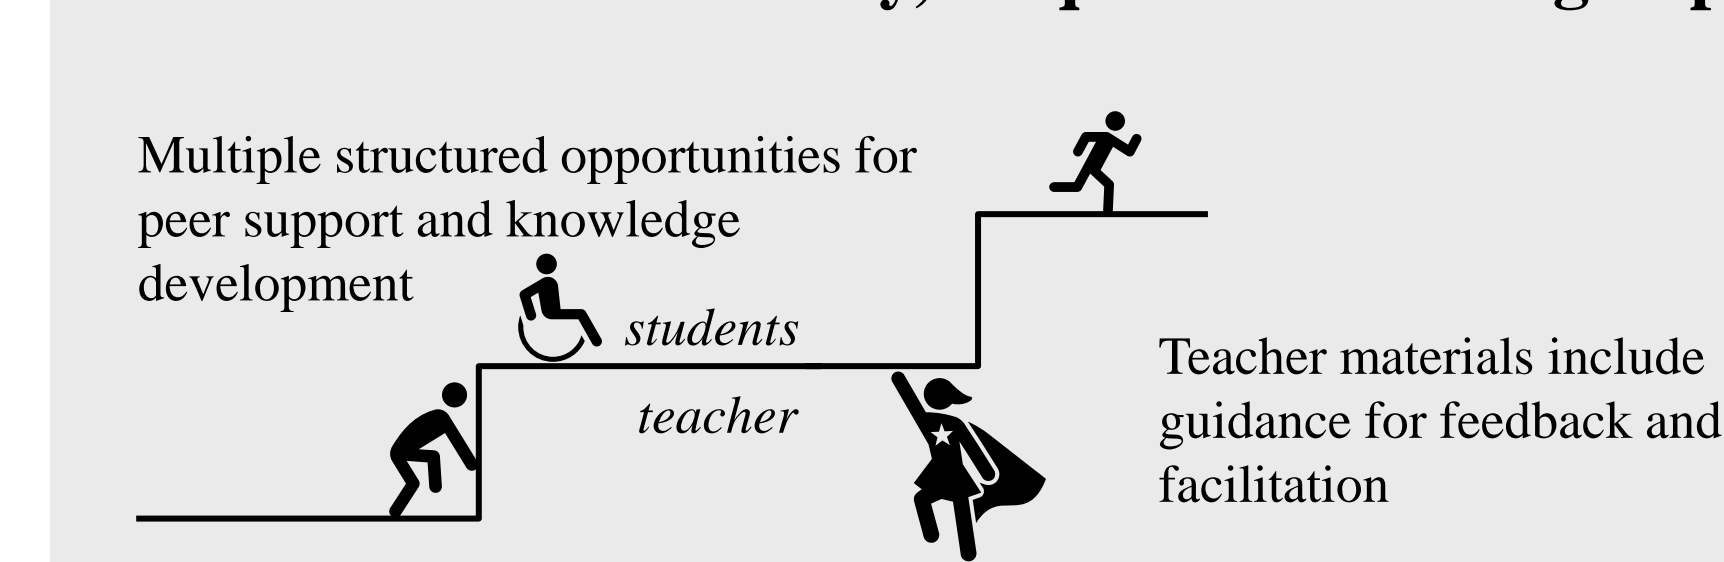 Multiple structured opportunities for
peer support and knowledge
development
students
teacher
Teacher materials include
guidance for feedback and
facilitation